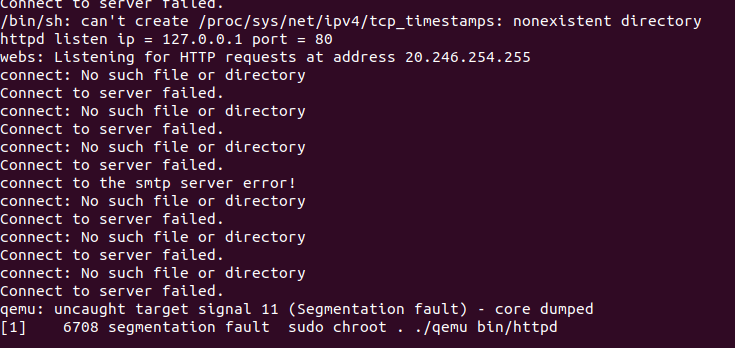 Connect to server failed.
/bin/sh: can't create /proc/sys/net/ipv4/tcp_timestamps: nonexistent directory
httpd listen ip = 127.0.0.1 port = 80
webs: Listening for HTTP requests at address 20.246.254.255
connect: No such file or directory
Connect to server failed.
connect: No such file or directory
Connect to server failed.
connect: No such file or directory
Connect to server failed.
connect to the smtp server error!
connect: No such file or directory
Connect to server failed.
connect: No such file or directory
Connect to server failed.
connect: No such file or directory
Connect to server failed.
qemu: uncaught target signal 11 (Segmentation fault) - core dumped
[1]    6708 segmentation fault  sudo chroot . ./qemu bin/httpd